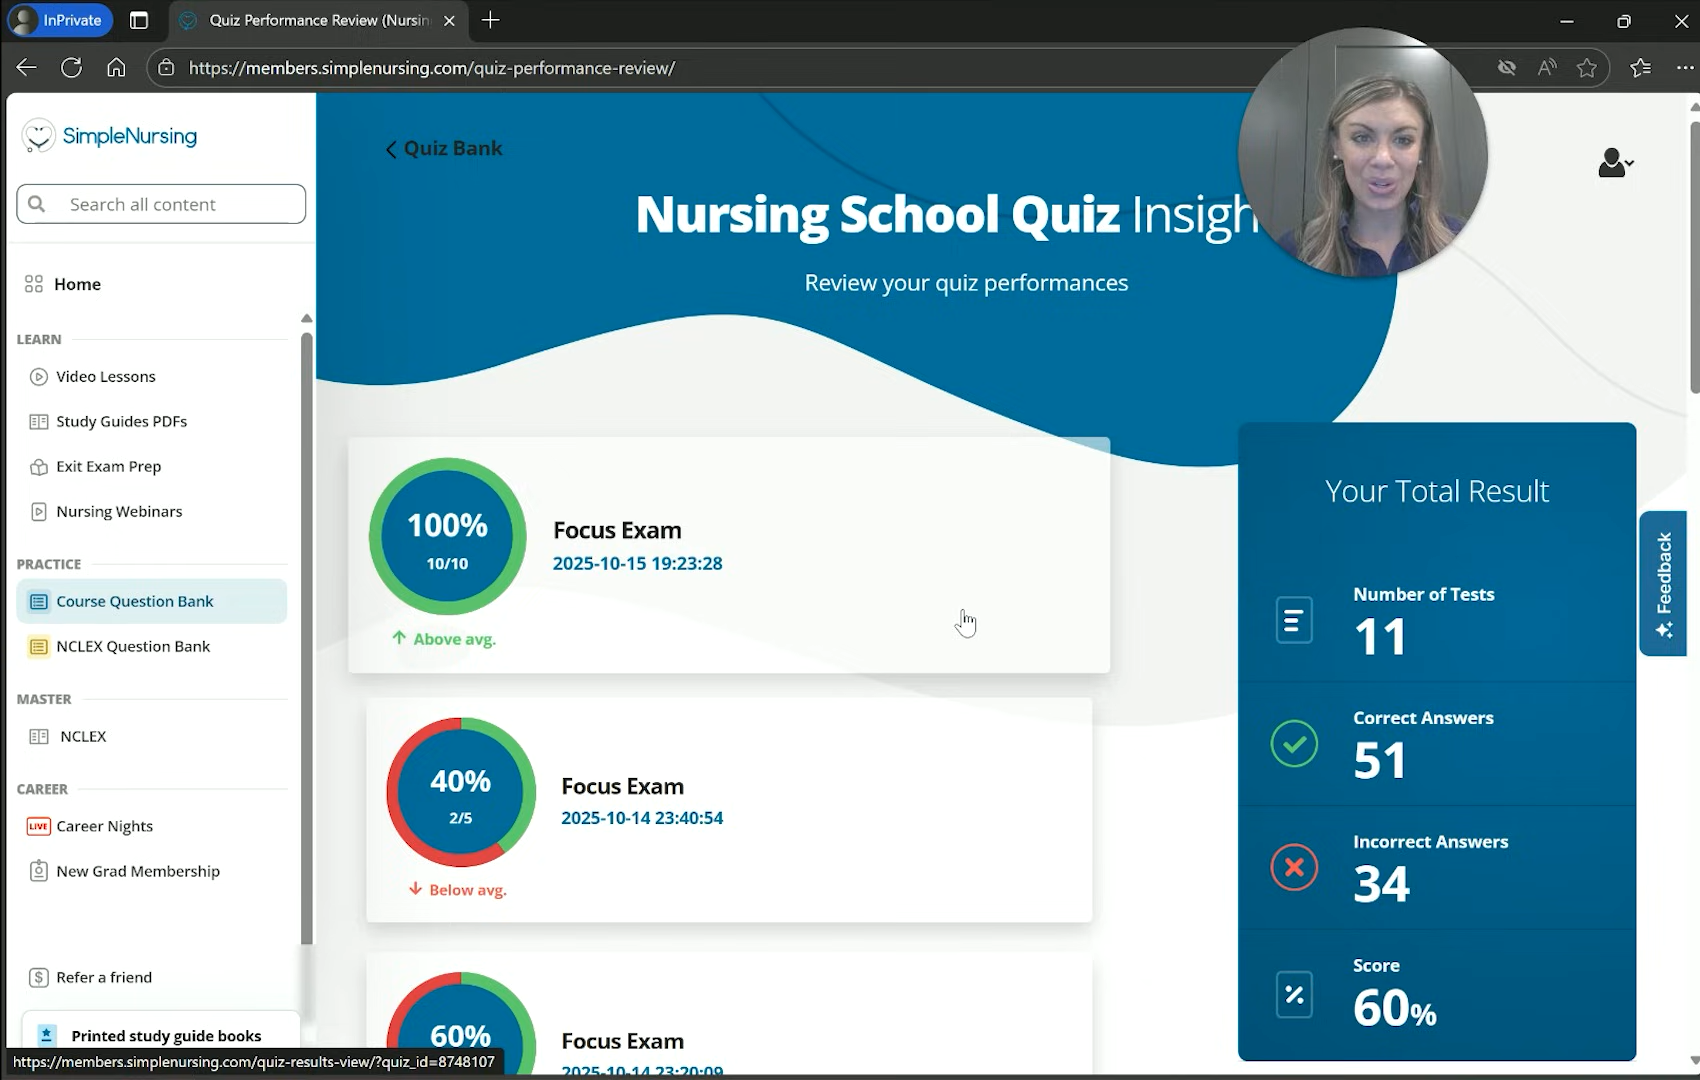 InPrivate
Quiz Performance Review (Nursin
https://members.simplenursing.com/quiz-performance-review/
SimpleNursing
Search all content
Home
LEARN
Video Lessons
Study Guides PDFs
Exit Exam Prep
Nursing Webinars
PRACTICE
Course Question Bank
NCLEX Question Bank
MASTER
NCLEX
CAREER
LIVE Career Nights
New Grad Membership
Refer a friend
Printed study guide books
https://members.simplenursing.com/quiz-results-view/?quiz_id=8748107
Quiz Bank
Nursing School Quiz Insigh
Review your quiz performances
100%
10/10
Above avg.
Focus Exam
2025-10-15 19:23:28
40%
2/5
Below avg.
Focus Exam
2025-10-14 23:40:54
60%
Focus Exam
2025-10-14 23:20:09
Your Total Result
Number of Tests
11
Correct Answers
51
Incorrect Answers
34
Score
60%
Feedback